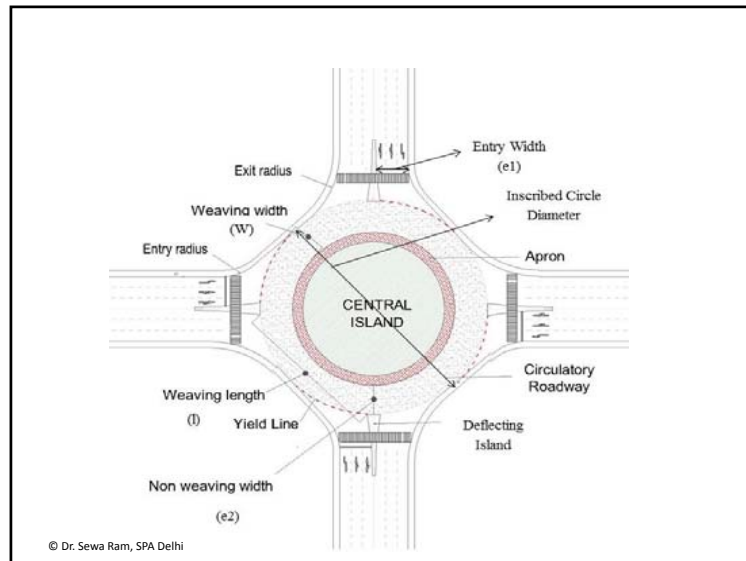 Entry Width
(e1)
Exit radius
Inscribed Circle
Diameter
Weaving width
(W)
Entry radius
Apron
CENTRAL
ISLAND
Circulatory
Roadway
Weaving length
(l)
Yield Line
Deflecting
Island
Non weaving width
(e2)
© Dr. Sewa Ram, SPA Delhi